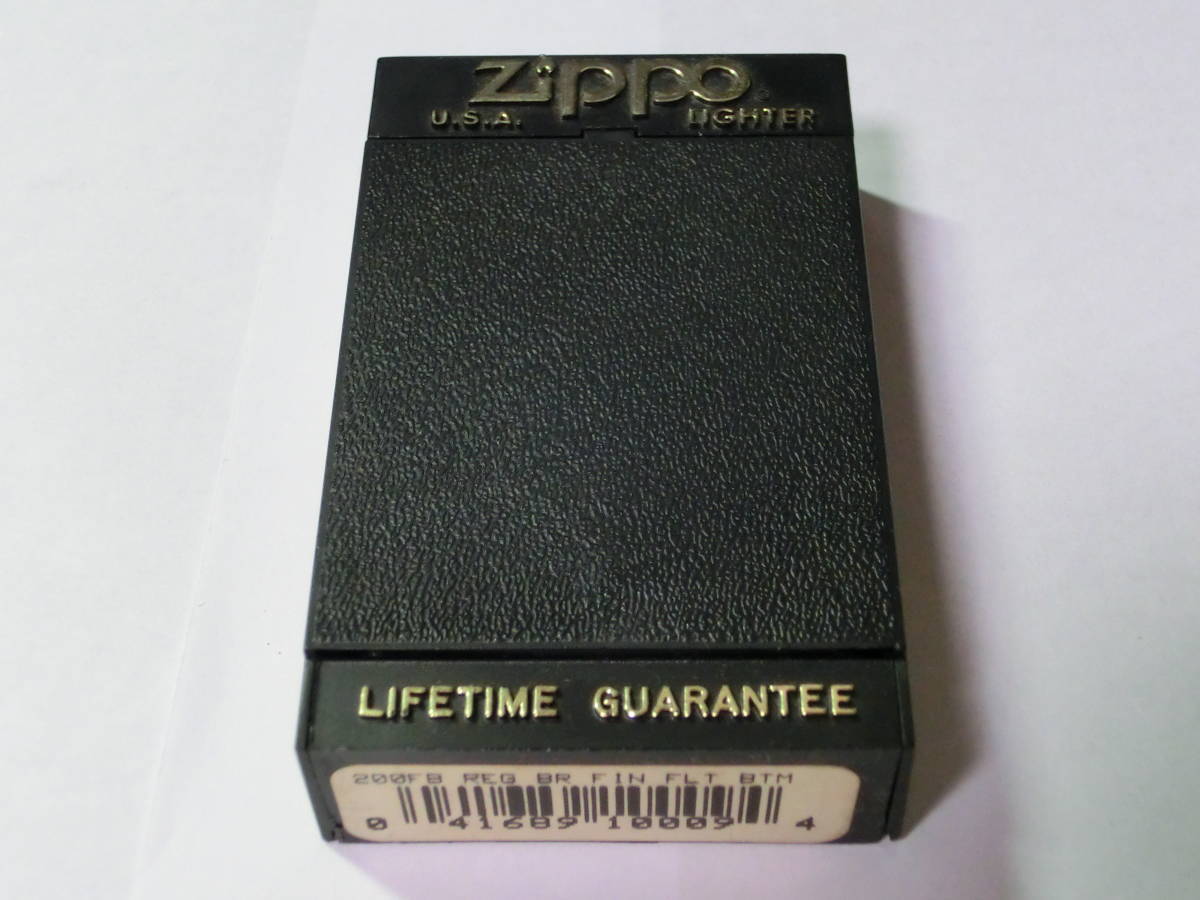 Zippo
U.S.A. LIGHTER
LIFETIME GUARANTEE
200FB REG BR FIN FLT BTM
0 41689 10009 4